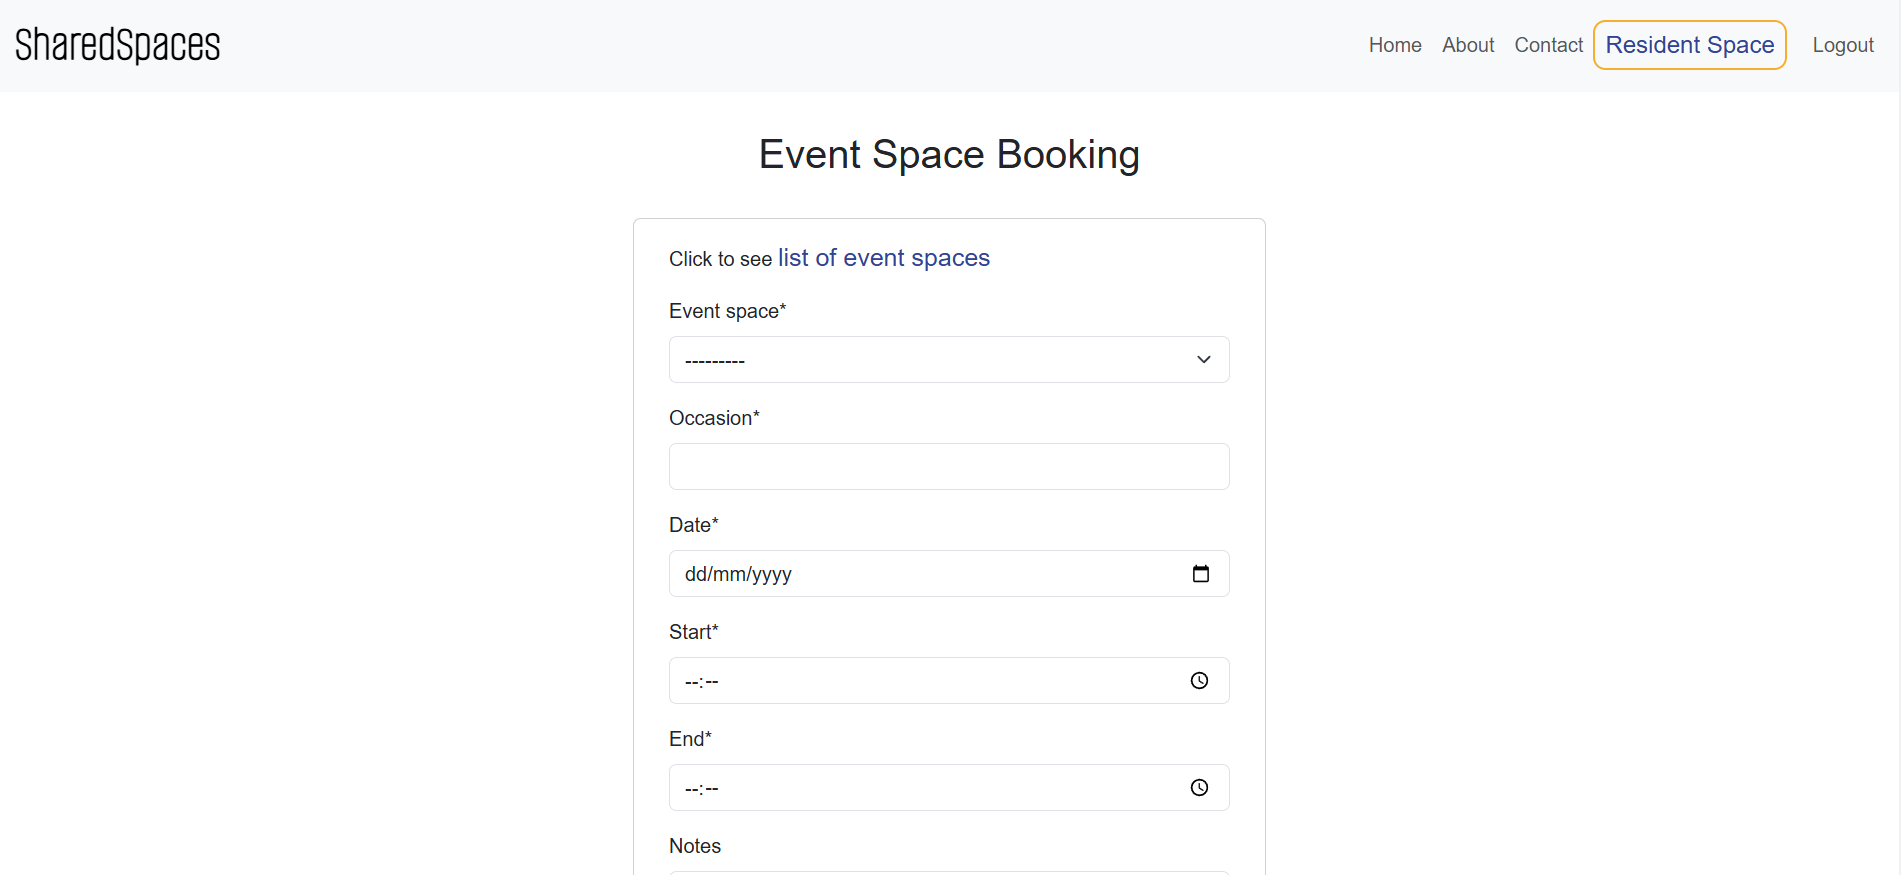 SharedSpaces
Home About Contact Resident Space Logout
Event Space Booking
Click to see list of event spaces
Event space*
---------
Occasion*
Date*
dd/mm/yyyy
Start*
--:--
End*
--:--
Notes